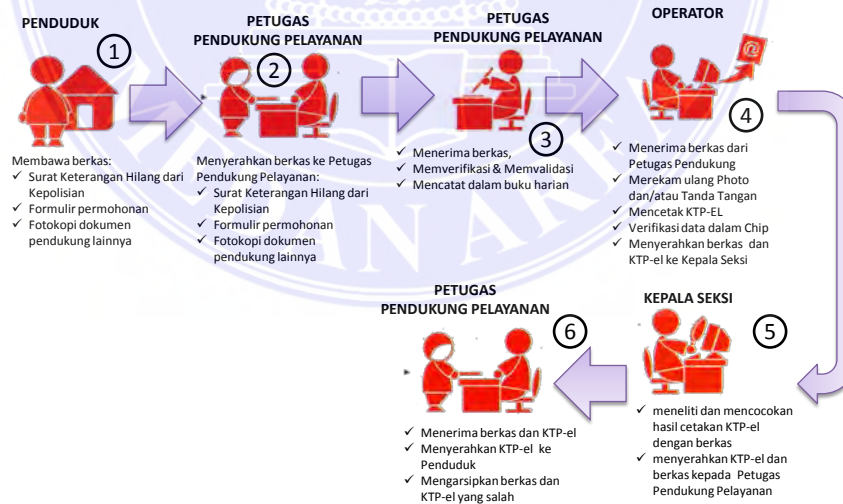 PENDUDUK
1
Membawa berkas:
✓ Surat Keterangan Hilang dari
Kepolisian
✓ Formulir permohonan
✓ Fotokopi dokumen
pendukung lainnya
PETUGAS
PENDUKUNG PELAYANAN
2
Menyerahkan berkas ke Petugas
Pendukung Pelayanan:
✓ Surat Keterangan Hilang dari
Kepolisian
✓ Formulir permohonan
✓ Fotokopi dokumen
pendukung lainnya
PETUGAS
PENDUKUNG PELAYANAN
3
✓ Menerima berkas,
✓ Memverifikasi & Memvalidasi
✓ Mencatat dalam buku harian
OPERATOR
4
✓ Menerima berkas dari
Petugas Pendukung
✓ Merekam ulang Photo
dan/atau Tanda Tangan
✓ Mencetak KTP-EL
✓ Verifikasi data dalam Chip
✓ Menyerahkan berkas dan
KTP-el ke Kepala Seksi
KEPALA SEKSI
5
✓ meneliti dan mencocokan
hasil cetakan KTP-el
dengan berkas
✓ menyerahkan KTP-el dan
berkas kepada Petugas
Pendukung Pelayanan
PETUGAS
PENDUKUNG PELAYANAN
6
✓ Menerima berkas dan KTP-el
✓ Menyerahkan KTP-el ke
Penduduk
✓ Mengarsipkan berkas dan
KTP-el yang salah
MEDAN AREA